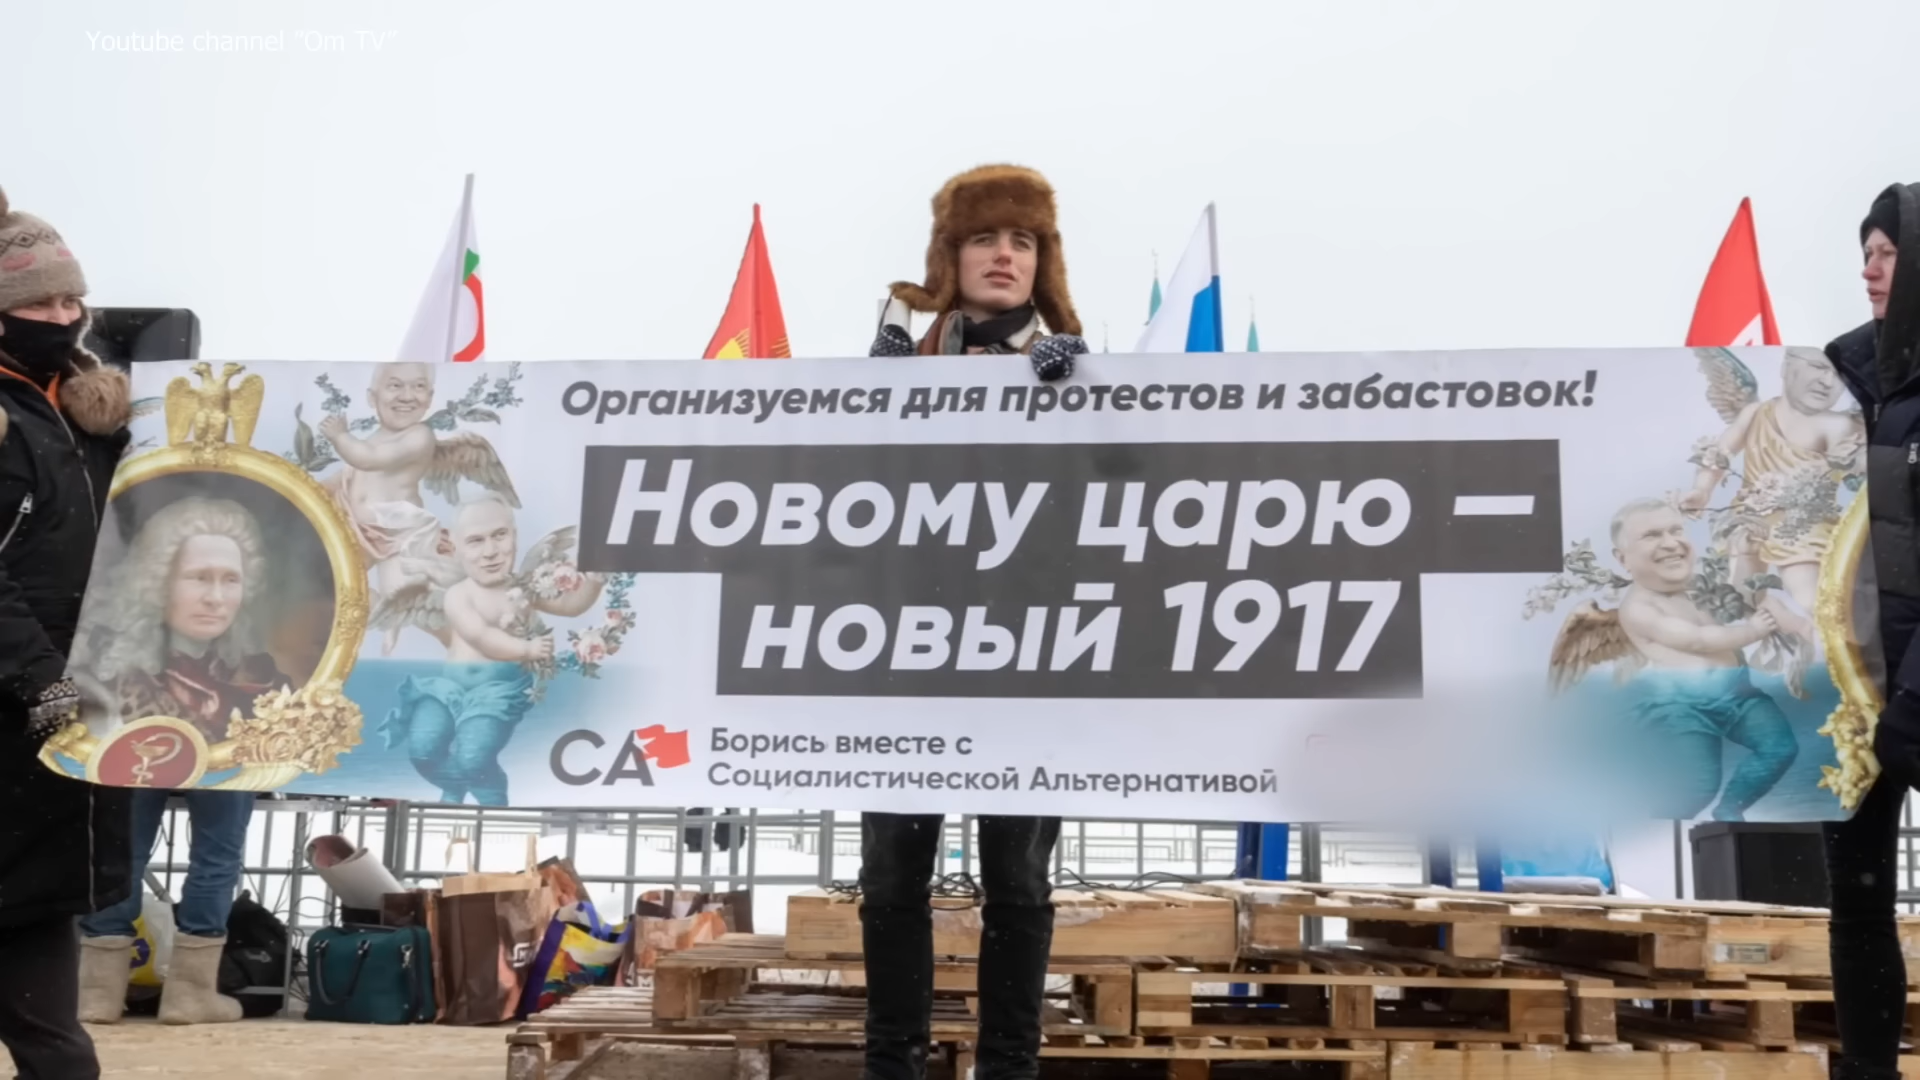 Youtube channel “Om TV”
Организуемся для протестов и забастовок!
Новому царю –
новый 1917
СА
Борись вместе с
Социалистической Альтернативой